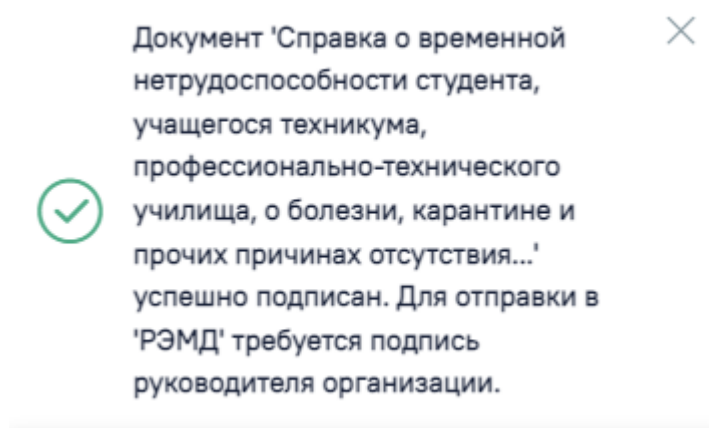 Документ 'Справка о временной
нетрудоспособности студента,
учащегося техникума,
профессионально-технического
училища, о болезни, карантине и
прочих причинах отсутствия...'
успешно подписан. Для отправки в
'РЭМД' требуется подпись
руководителя организации.